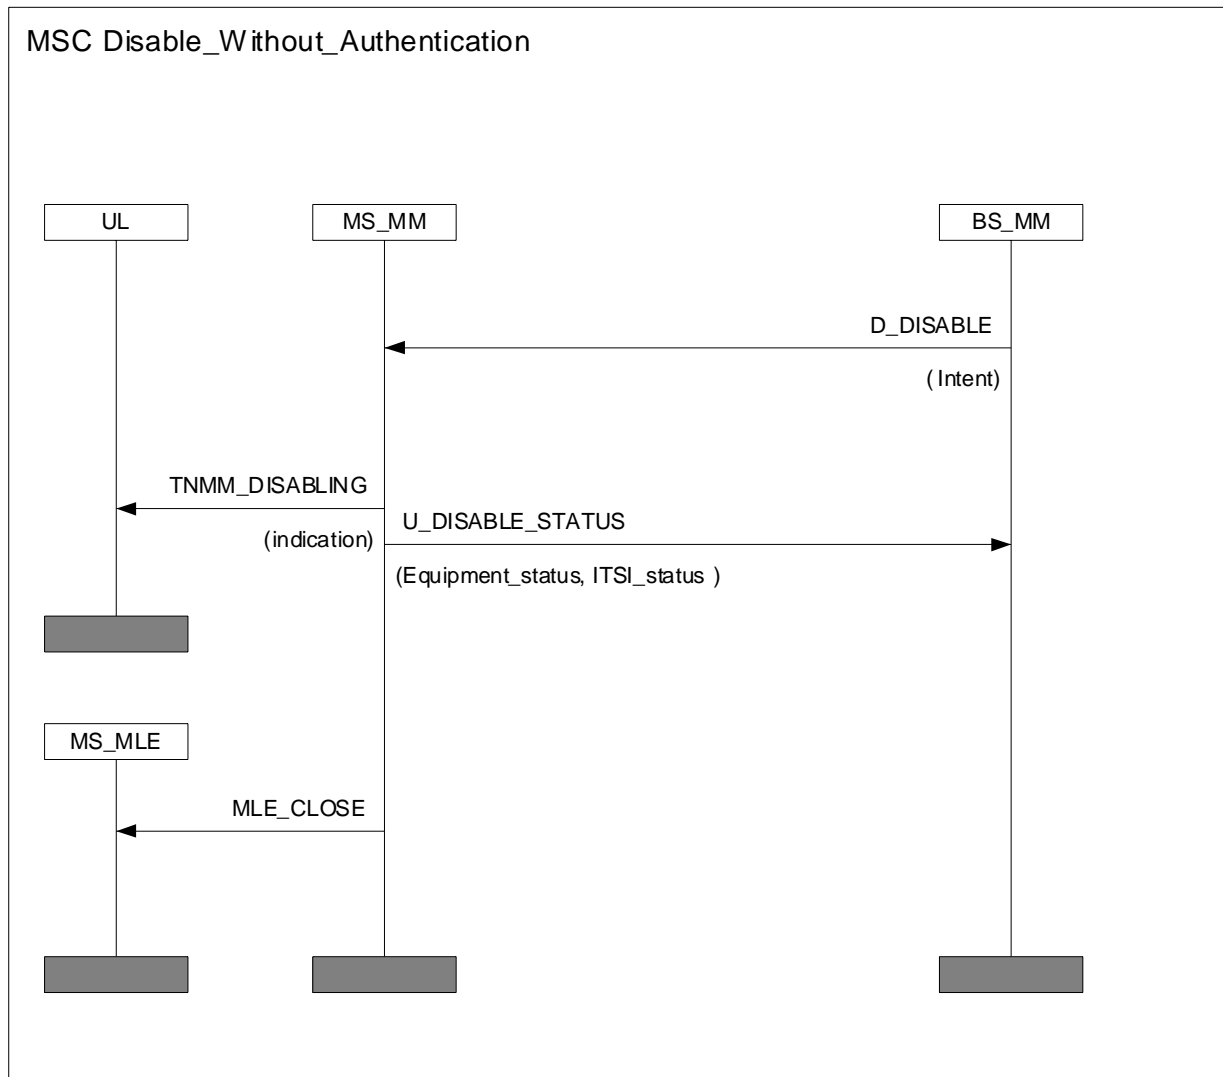 MSC Disable_Without_Authentication
UL
MS_MM
BS_MM
D_DISABLE
(Intent)
TNMM_DISABLING
(indication)
U_DISABLE_STATUS
(Equipment_status, ITSI_status )
MS_MLE
MLE_CLOSE